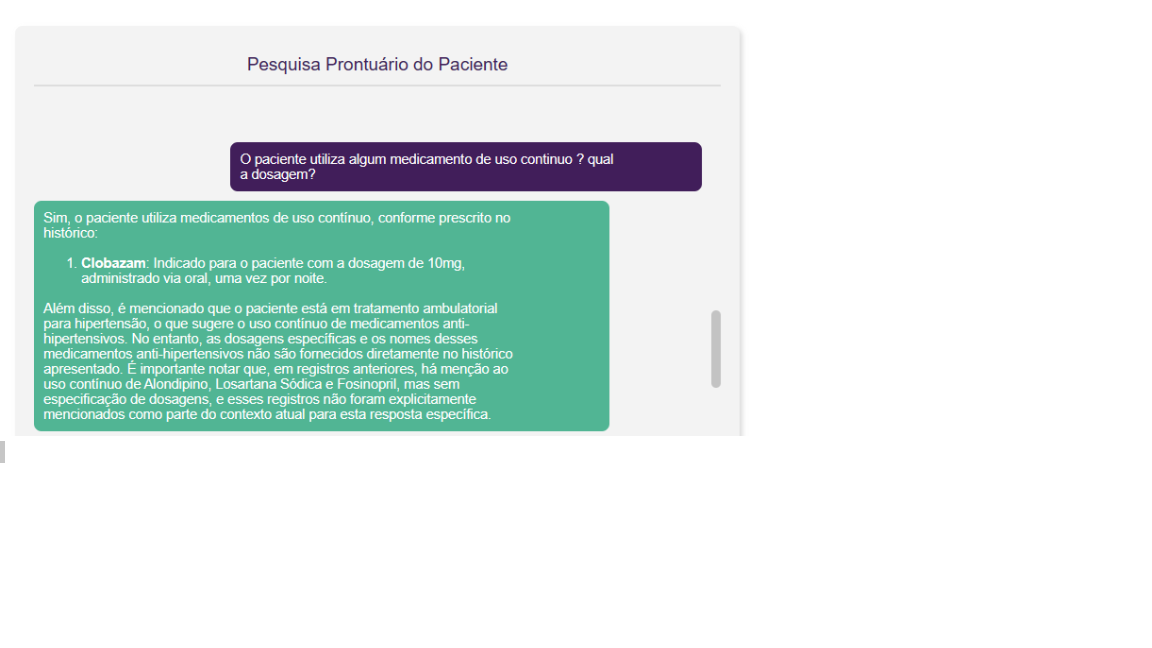 Pesquisa Prontuário do Paciente
O paciente utiliza algum medicamento de uso continuo ? qual
a dosagem?
Sim, o paciente utiliza medicamentos de uso contínuo, conforme prescrito no
histórico:
1. Clobazam: Indicado para o paciente com a dosagem de 10mg,
administrado via oral, uma vez por noite.
Além disso, é mencionado que o paciente está em tratamento ambulatorial
para hipertensão, o que sugere o uso contínuo de medicamentos anti-
hipertensivos. No entanto, as dosagens específicas e os nomes desses
medicamentos anti-hipertensivos não são fornecidos diretamente no histórico
apresentado. É importante notar que, em registros anteriores, há menção ao
uso contínuo de Alondipino, Losartana Sódica e Fosinopril, mas sem
especificação de dosagens, e esses registros não foram explicitamente
mencionados como parte do contexto atual para esta resposta específica.